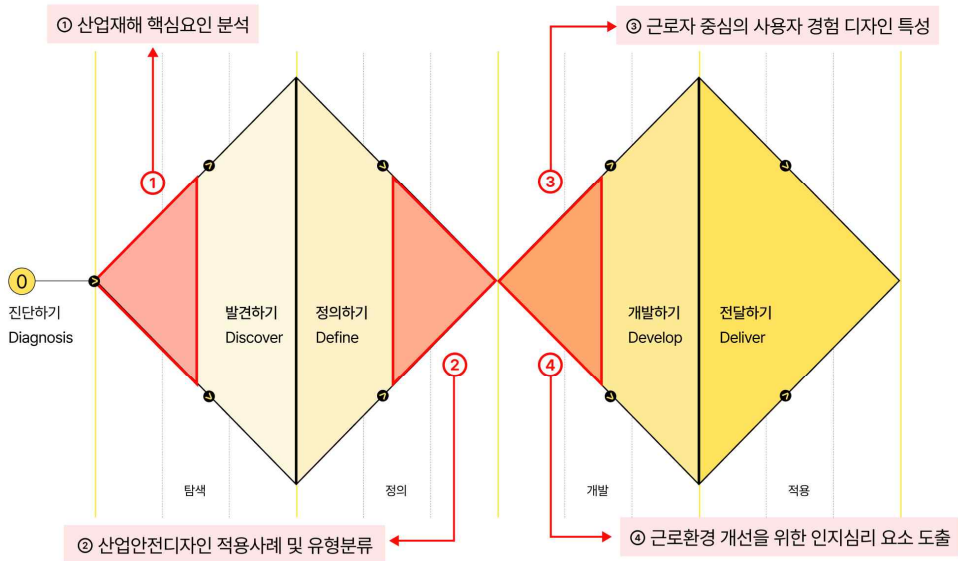 ① 산업재해 핵심요인 분석
③ 근로자 중심의 사용자 경험 디자인 특성
1
3
0
진단하기
Diagnosis
발견하기
Discover
정의하기
Define
개발하기
Develop
전달하기
Deliver
2
4
탐색
정의
개발
적용
② 산업안전디자인 적용사례 및 유형분류
④ 근로환경 개선을 위한 인지심리 요소 도출